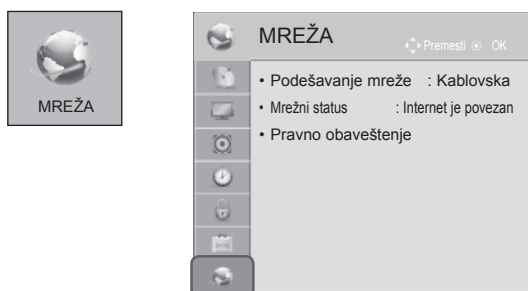 MREŽA
MREŽA
Premesti OK
• Podešavanje mreže : Kablovska
• Mrežni status : Internet je povezan
• Pravno obaveštenje